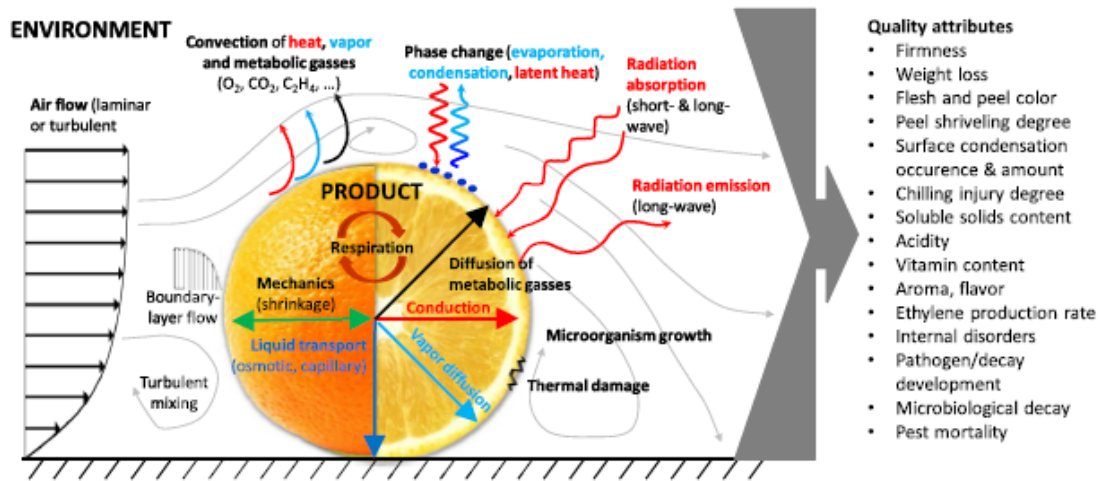 ENVIRONMENT
Convection of heat, vapor
and metabolic gasses
(O₂, CO₂, C₂H₄, ...)
Phase change (evaporation,
condensation, latent heat)
Radiation
absorption
(short- & long-
wave)
Air flow (laminar
or turbulent
Radiation emission
(long-wave)
PRODUCT
Respiration
Diffusion of
metabolic gasses
Mechanics
(shrinkage)
Conduction
Boundary-
layer flow
Liquid transport
(osmotic, capillary)
Vapor diffusion
Microorganism growth
Thermal damage
Turbulent
mixing
Quality attributes
• Firmness
• Weight loss
• Flesh and peel color
• Peel shriveling degree
• Surface condensation
occurence & amount
• Chilling injury degree
• Soluble solids content
• Acidity
• Vitamin content
• Aroma, flavor
• Ethylene production rate
• Internal disorders
• Pathogen/decay
development
• Microbiological decay
• Pest mortality